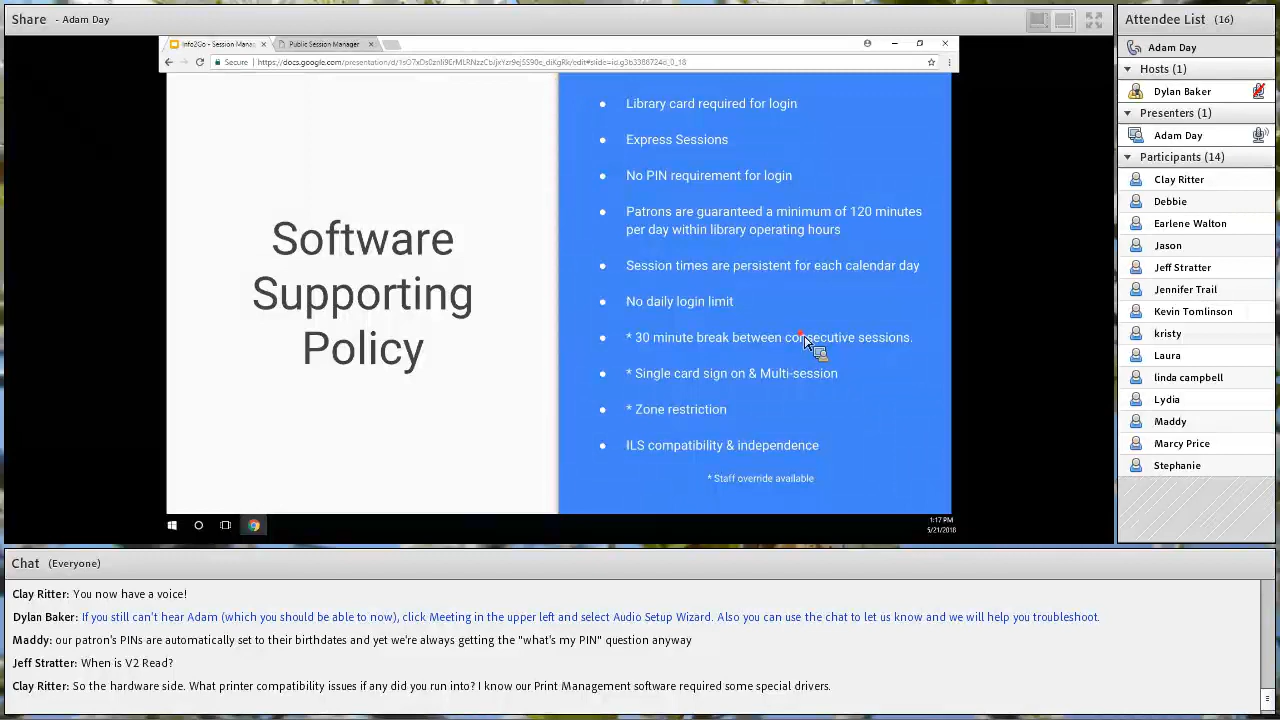 Share - Adam Day
Info2Go - Session Mana
Public Session Manager
Secure
Software
Supporting
Policy
Library card required for login
Express Sessions
No PIN requirement for login
Patrons are guaranteed a minimum of 120 minutes
per day within library operating hours
Session times are persistent for each calendar day
No daily login limit
* 30 minute break between consecutive sessions.
* Single card sign on & Multi-session
* Zone restriction
ILS compatibility & independence
* Staff override available
1:17 PM
5/21/2018
Attendee List (16)
Adam Day
Hosts (1)
Dylan Baker
Presenters (1)
Adam Day
Participants (14)
Clay Ritter
Debbie
Earlene Walton
Jason
Jeff Stratter
Jennifer Trail
Kevin Tomlinson
kristy
Laura
linda campbell
Lydia
Maddy
Marcy Price
Stephanie
Chat (Everyone)
Clay Ritter: You now have a voice!
Dylan Baker: If you still can't hear Adam (which you should be able to now), click Meeting in the upper left and select Audio Setup Wizard. Also you can use the chat to let us know and we will help you troubleshoot.
Maddy: our patron's PINs are automatically set to their birthdates and yet we're always getting the "what's my PIN" question anyway
Jeff Stratter: When is V2 Read?
Clay Ritter: So the hardware side. What printer compatibility issues if any did you run into? I know our Print Management software required some special drivers.